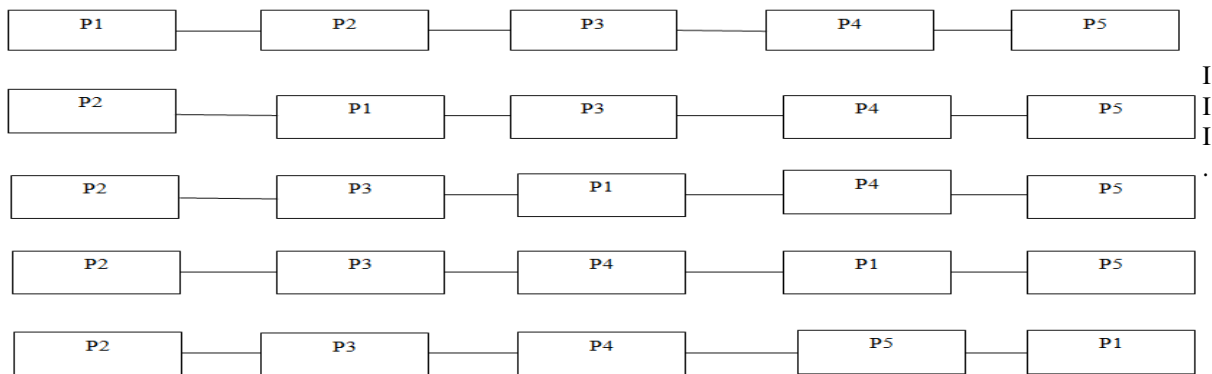 P1 P2 P3 P4 P5
I
P2 P1 P3 P4 P5
I
I
.
P2 P3 P1 P4 P5
P2 P3 P4 P1 P5
P2 P3 P4 P5 P1